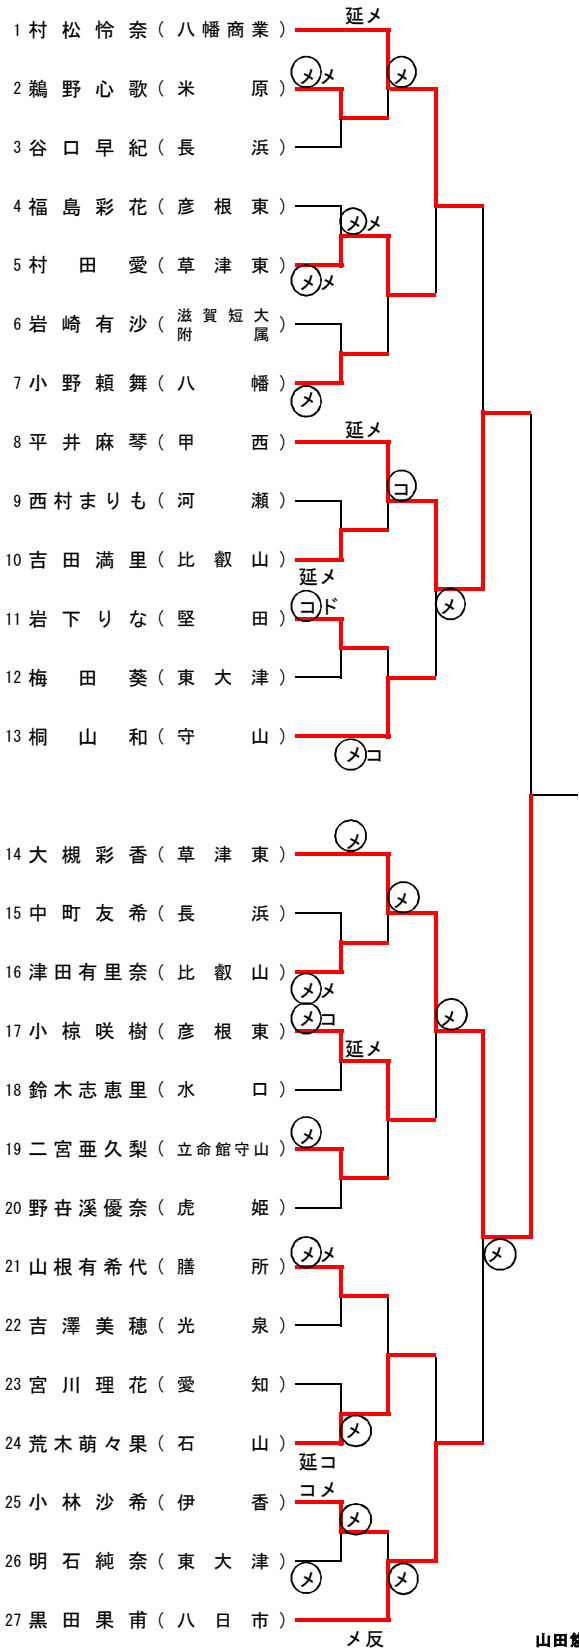 延メ
1 村松怜奈（八幡商業）
メメ メ
2 鵜野心歌（米原）
3 谷口早紀（長浜）
4 福島彩花（彦根東）
メメ
5 村田愛（草津東）
メメ
6 岩崎有沙（滋賀短大附属）
7 小野頼舞（八幡）
メ
延メ
8 平井麻琴（甲西）
コ
9 西村まりも（河瀬）
10 吉田満里（比叡山）
延メ
コド メ
11 岩下りな（堅田）
12 梅田葵（東大津）
13 桐山和（守山）
メコ
メ
14 大槻彩香（草津東）
メ
15 中町友希（長浜）
16 津田有里奈（比叡山）
メメ
メコ メ
17 小椋咲樹（彦根東）
延メ
18 鈴木志恵里（水口）
メ
19 二宮亜久梨（立命館守山）
20 野呑溪優奈（虎姫）
メメ メ
21 山根有希代（膳所）
22 吉澤美穂（光泉）
23 宮川理花（愛知）
メ
24 荒木萌々果（石山）
延コ
コメ
25 小林沙希（伊香）
メ
26 明石純奈（東大津）
メ メ
27 黒田果甫（八日市）
メ反
山田